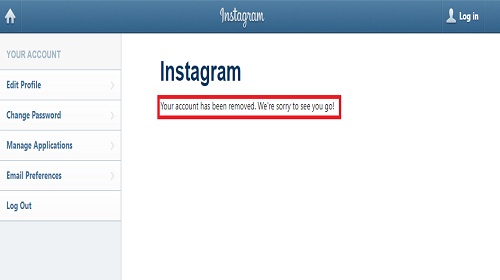 Instagram
Log in
YOUR ACCOUNT
Edit Profile
Change Password
Manage Applications
Email Preferences
Log Out
Instagram
Your account has been removed. We're sorry to see you go!